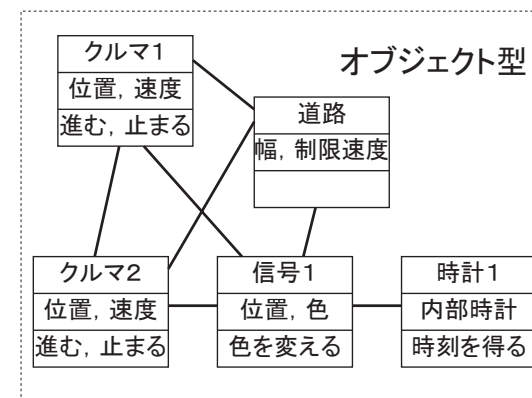 オブジェクト型
クルマ1
位置, 速度
進む, 止まる
道路
幅, 制限速度
クルマ2
位置, 速度
進む, 止まる
信号1
位置, 色
色を変える
時計1
内部時計
時刻を得る